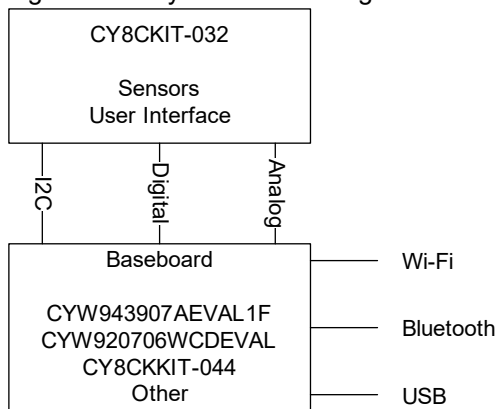 CY8CKIT-032
Sensors
User Interface
I2C
Digital
Analog
Baseboard
CYW943907AEVAL1F
CYW920706WCDEVAL
CY8CKKIT-044
Other
Wi-Fi
Bluetooth
USB